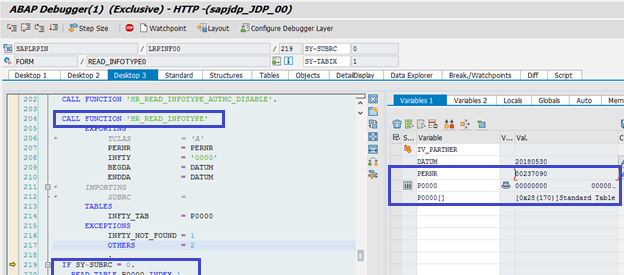 ABAP Debugger(1) (Exclusive) - HTTP -(sapjdp_JDP_00)
Step Size Watchpoint Layout Configure Debugger Layer
SAPLRPIN / LRPINF00 / 219 SY-SUBRC 0
FORM / READ_INFOTYPE0 SY-TABIX 1
Desktop 1 Desktop 2 Desktop 3 Standard Structures Tables Objects DetailDisplay Data Explorer Break./Watchpoints Diff Script
202 CALL FUNCTION 'HR_READ_INFOTYPE_AUTHC_DISABLE'.
203
204 CALL FUNCTION 'HR_READ_INFOTYPE'
205 EXPORTING
206 * TCLAS = 'A'
207 PERNR = PERNR
208 INFTY = '0000'
209 BEGDA = DATUM
210 ENDDA = DATUM
211 * IMPORTING
212 * SUBRC =
213 TABLES
214 INFTY_TAB = P0000
215 EXCEPTIONS
216 INFTY_NOT_FOUND = 1
217 OTHERS = 2
218 .
219 IF SY-SUBRC = 0.
220 READ TABLE P0000 INDEX 1
Variables 1 Variables 2 Locals Globals Auto Mem
S... Variable V... Val.
IV_PARTNER
DATUM 20180530
PERNR 00237090
P0000 00000000 00000...
P0000[] [0x28(170)]Standard Table